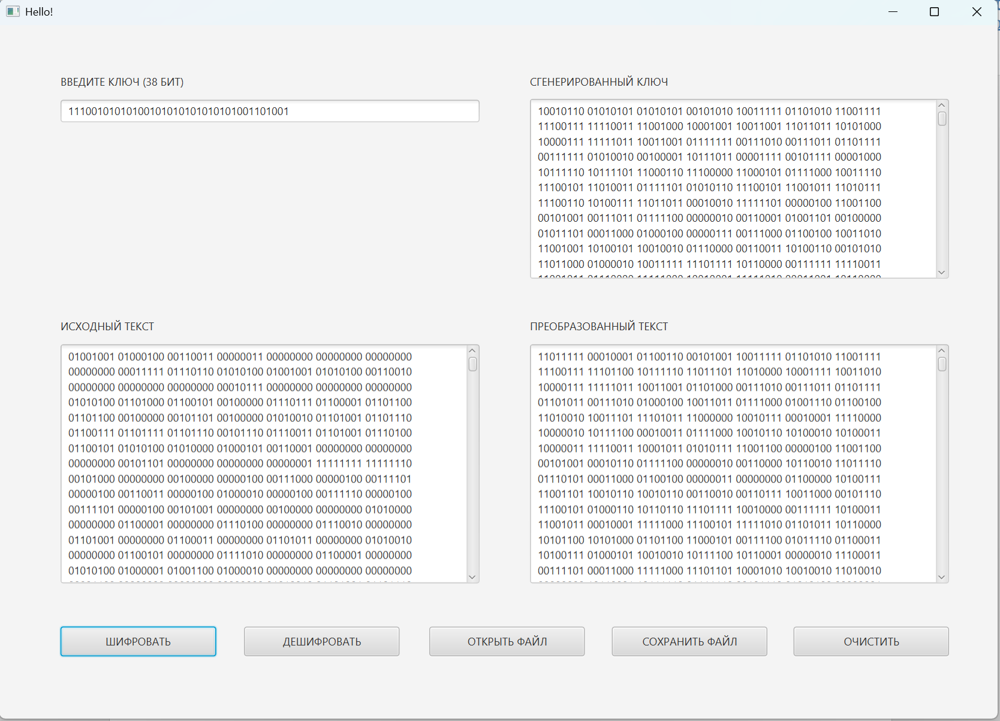 Hello!
ВВЕДИТЕ КЛЮЧ (38 БИТ)
11100101010100101010101010101001101001
СГЕНЕРИРОВАННЫЙ КЛЮЧ
10010110 01010101 01010101 00101010 10011111 01101010 11001111
11100111 11110011 11001000 10001001 10011001 11011011 10101000
10000111 11111011 10011001 01111111 00111010 00111011 01101111
00111111 01010010 00100001 10111011 00001111 00101111 00001000
10111110 10111101 11000110 11100000 11000101 01111000 10011110
11100101 11010011 01111101 01010110 11100101 11001011 11010111
11100110 10100111 11011011 00010010 11111101 00000100 11001100
00101001 00111011 01111100 00000010 00110001 01001101 00100000
01011101 00011000 01000100 00000111 00111000 01100100 10011010
11001001 10100101 10010010 01110000 00110011 10100110 00101010
11011000 01000010 10011111 11101111 10110000 00111111 11110011
11001011 01110000 11111000 10010001 11111010 00011001 10110000
ИСХОДНЫЙ ТЕКСТ
01001001 01000100 00110011 00000011 00000000 00000000 00000000
00000000 00011111 01110110 01010100 01001001 01010100 00110010
00000000 00000000 00000000 00010111 00000000 00000000 00000000
01010100 01101000 01100101 00100000 01110111 01100001 01101100
01101100 00100000 00101101 00100000 01010010 01101001 01101110
01100111 01101111 01101110 00101110 01110011 01101001 01110100
01100101 01010100 01010000 01000101 00110001 00000000 00000000
00000000 00101101 00000000 00000000 00000001 11111111 11111110
00101000 00000000 00100000 00000100 00111000 00000100 00111101
00000100 00110011 00000100 01000010 00000100 00111110 00000100
00111101 00000100 00101001 00000000 00100000 00000000 01010000
00000000 01100001 00000000 01110100 00000000 01110010 00000000
01101001 00000000 01100011 00000000 01101011 00000000 01010010
00000000 01100101 00000000 01111010 00000000 01100001 00000000
01010100 01000001 01001100 01000010 00000000 00000000 00000000
ПРЕОБРАЗОВАННЫЙ ТЕКСТ
11011111 00010001 01100110 00101001 10011111 01101010 11001111
11100111 11101100 10111110 11011101 11010000 10001111 10011010
10000111 11111011 10011001 01101000 00111010 00111011 01101111
01101011 00111010 01000100 10011011 01111000 01001110 01100100
11010010 10011101 11101011 11000000 10010111 00010001 11110000
10000010 10111100 00010011 01111000 10010110 10100010 10100011
10000011 11110011 10001011 01010111 11001100 00000100 11001100
00101001 00010110 01111100 00000010 00110000 10110010 11011110
01110101 00011000 01100100 00000011 00000000 01100000 10100111
11001101 10010110 10010110 00110010 00110111 10011000 00101110
11100101 01000110 10110110 11101111 10010000 00111111 10100011
11001011 00010001 11111000 11100101 11111010 01101011 10110000
10101100 10101000 01101100 11000101 00111100 01011110 01100011
10100111 01000101 10010010 10111100 10110001 00000010 11100011
00111101 00011000 11111000 11101101 10001010 10010010 11010010
ШИФРОВАТЬ
ДЕШИФРОВАТЬ
ОТКРЫТЬ ФАЙЛ
СОХРАНИТЬ ФАЙЛ
ОЧИСТИТЬ